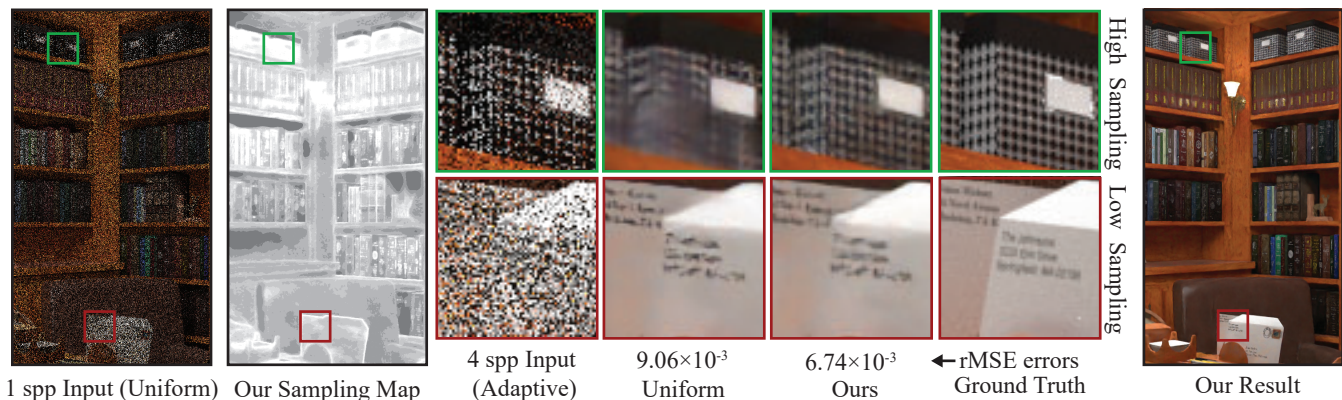 High Sampling
Low Sampling
1 spp Input (Uniform)
Our Sampling Map
4 spp Input
(Adaptive)
9.06×10⁻³
Uniform
6.74×10⁻³
Ours
← rMSE errors
Ground Truth
Our Result